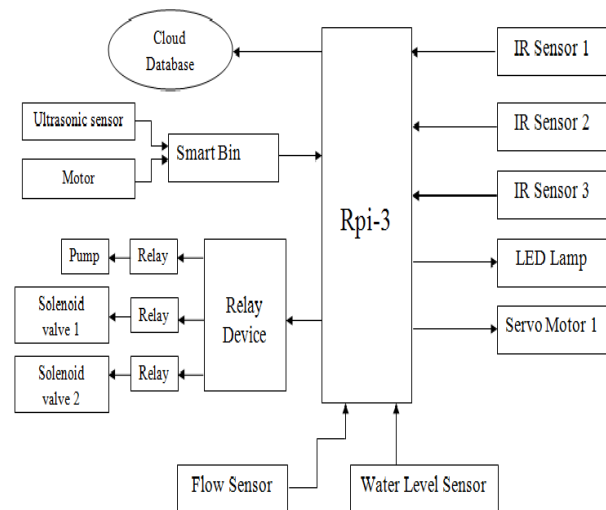 Cloud
Database
IR Sensor 1
Ultrasonic sensor
Smart Bin
Motor
IR Sensor 2
IR Sensor 3
Rpi-3
Pump
Relay
LED Lamp
Solenoid
valve 1
Relay
Relay
Device
Servo Motor 1
Solenoid
valve 2
Relay
Flow Sensor
Water Level Sensor